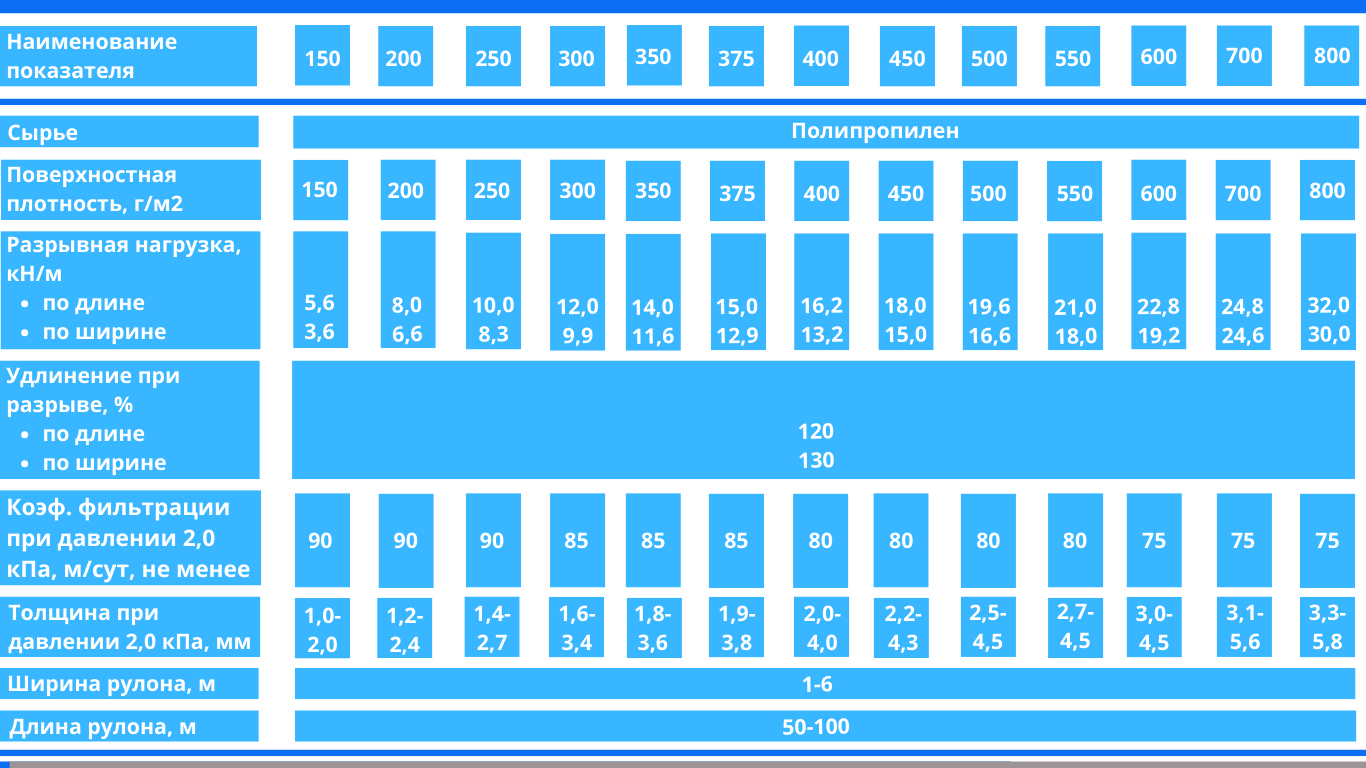 Наименование показателя 150 200 250 300 350 375 400 450 500 550 600 700 800
Сырье Полипропилен
Поверхностная плотность, г/м2 150 200 250 300 350 375 400 450 500 550 600 700 800
Разрывная нагрузка, кН/м
• по длине 5,6 8,0 10,0 12,0 14,0 15,0 16,2 18,0 19,6 21,0 22,8 24,8 32,0
• по ширине 3,6 6,6 8,3 9,9 11,6 12,9 13,2 15,0 16,6 18,0 19,2 24,6 30,0
Удлинение при разрыве, %
• по длине 120
• по ширине 130
Коэф. фильтрации при давлении 2,0 кПа, м/сут, не менее 90 90 90 85 85 85 80 80 80 80 75 75 75
Толщина при давлении 2,0 кПа, мм 1,0-2,0 1,2-2,4 1,4-2,7 1,6-3,4 1,8-3,6 1,9-3,8 2,0-4,0 2,2-4,3 2,5-4,5 2,7-4,5 3,0-4,5 3,1-5,6 3,3-5,8
Ширина рулона, м 1-6
Длина рулона, м 50-100